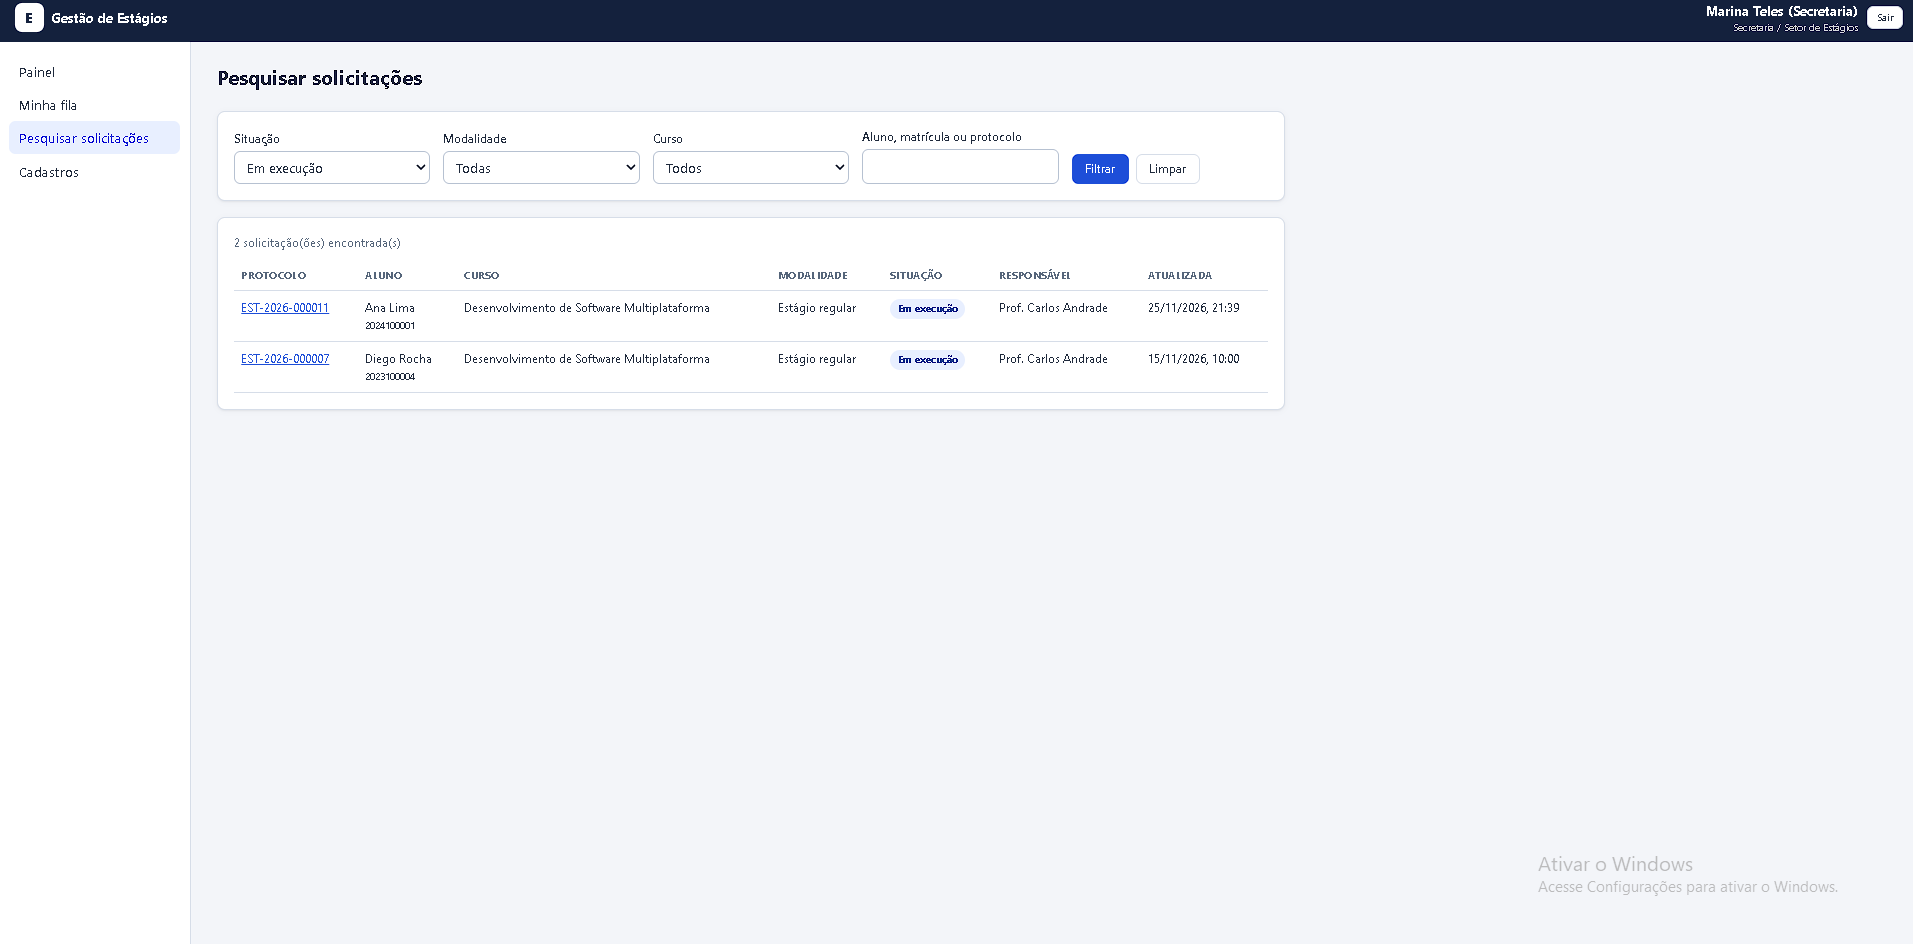 E Gestão de Estágios
Marina Teles (Secretaria)
Secretaria / Setor de Estágios
Sair
Painel
Minha fila
Pesquisar solicitações
Cadastros
Pesquisar solicitações
Situação Modalidade Curso Aluno, matrícula ou protocolo
Em execução Todas Todos Filtrar Limpar
2 solicitação(ões) encontrada(s)
PROTOCOLO ALUNO CURSO MODALIDADE SITUAÇÃO RESPONSÁVEL ATUALIZADA
EST-2026-000011 Ana Lima Desenvolvimento de Software Multiplataforma Estágio regular Em execução Prof. Carlos Andrade 25/11/2026, 21:39
2024100001
EST-2026-000007 Diego Rocha Desenvolvimento de Software Multiplataforma Estágio regular Em execução Prof. Carlos Andrade 15/11/2026, 10:00
2023100004
Ativar o Windows
Acesse Configurações para ativar o Windows.